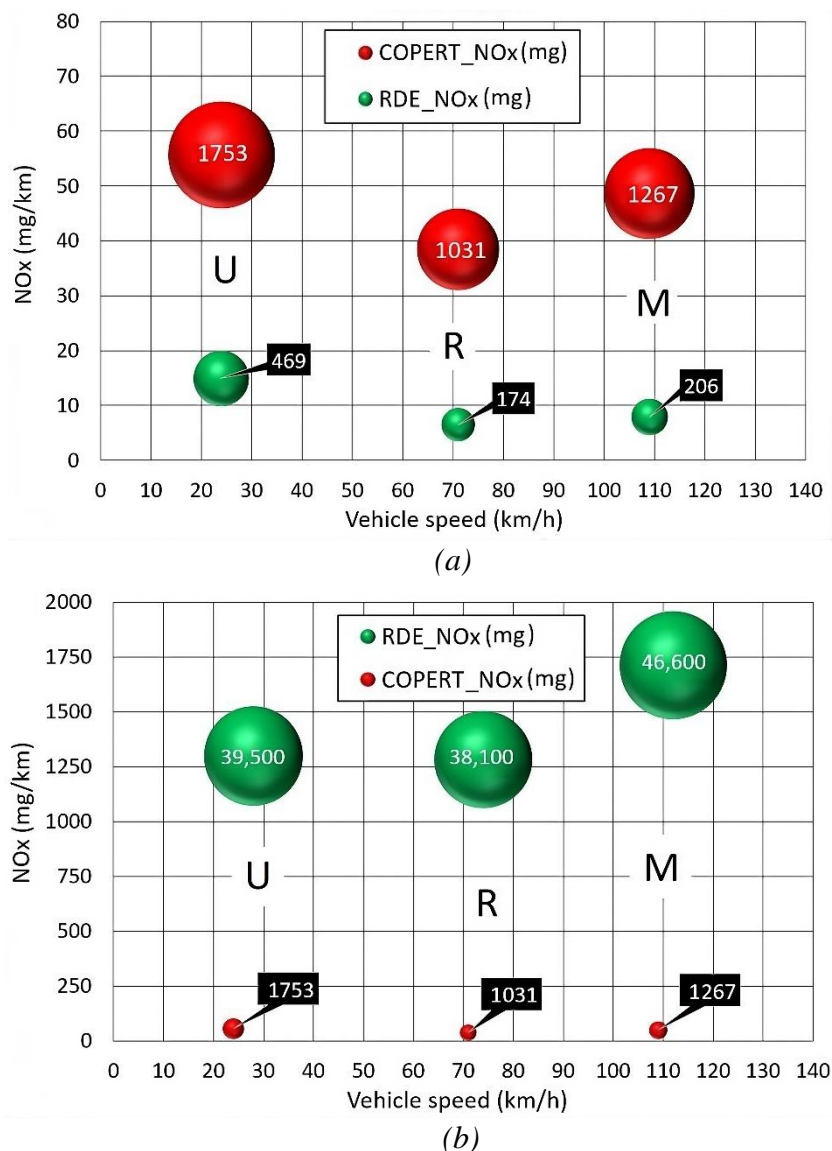 80
COPERT_NOx (mg)
RDE_NOx (mg)
70
60
1753
50
1267
40
1031
U
30
M
R
20
469
206
174
10
0
NOx (mg/km)
0 10 20 30 40 50 60 70 80 90 100 110 120 130 140
Vehicle speed (km/h)
(a)
2000
RDE_NOx (mg)
COPERT_NOx (mg)
1750
46,600
1500
39,500
38,100
1250
1000
U
M
750
R
500
250
1753
1031
1267
0
NOx (mg/km)
0 10 20 30 40 50 60 70 80 90 100 110 120 130 140
Vehicle speed (km/h)
(b)